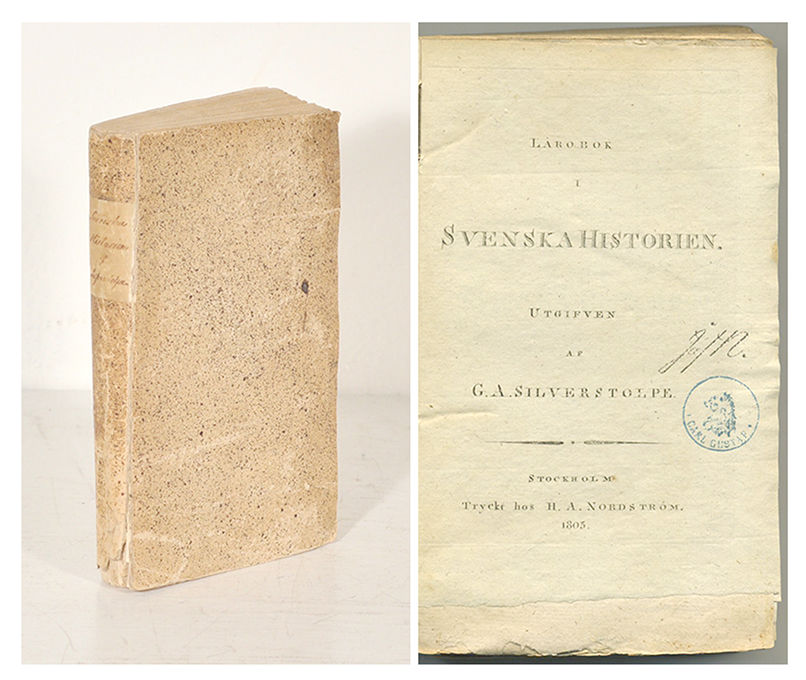 LÄROBOK
I
SVENSKA HISTORIEN.
UTGIFVEN
AF
G. A. SILVERSTOLPE.
CARL GUSTAF
STOCKHOLM
Tryckt hos H. A. NORDSTRÖM.
1805.